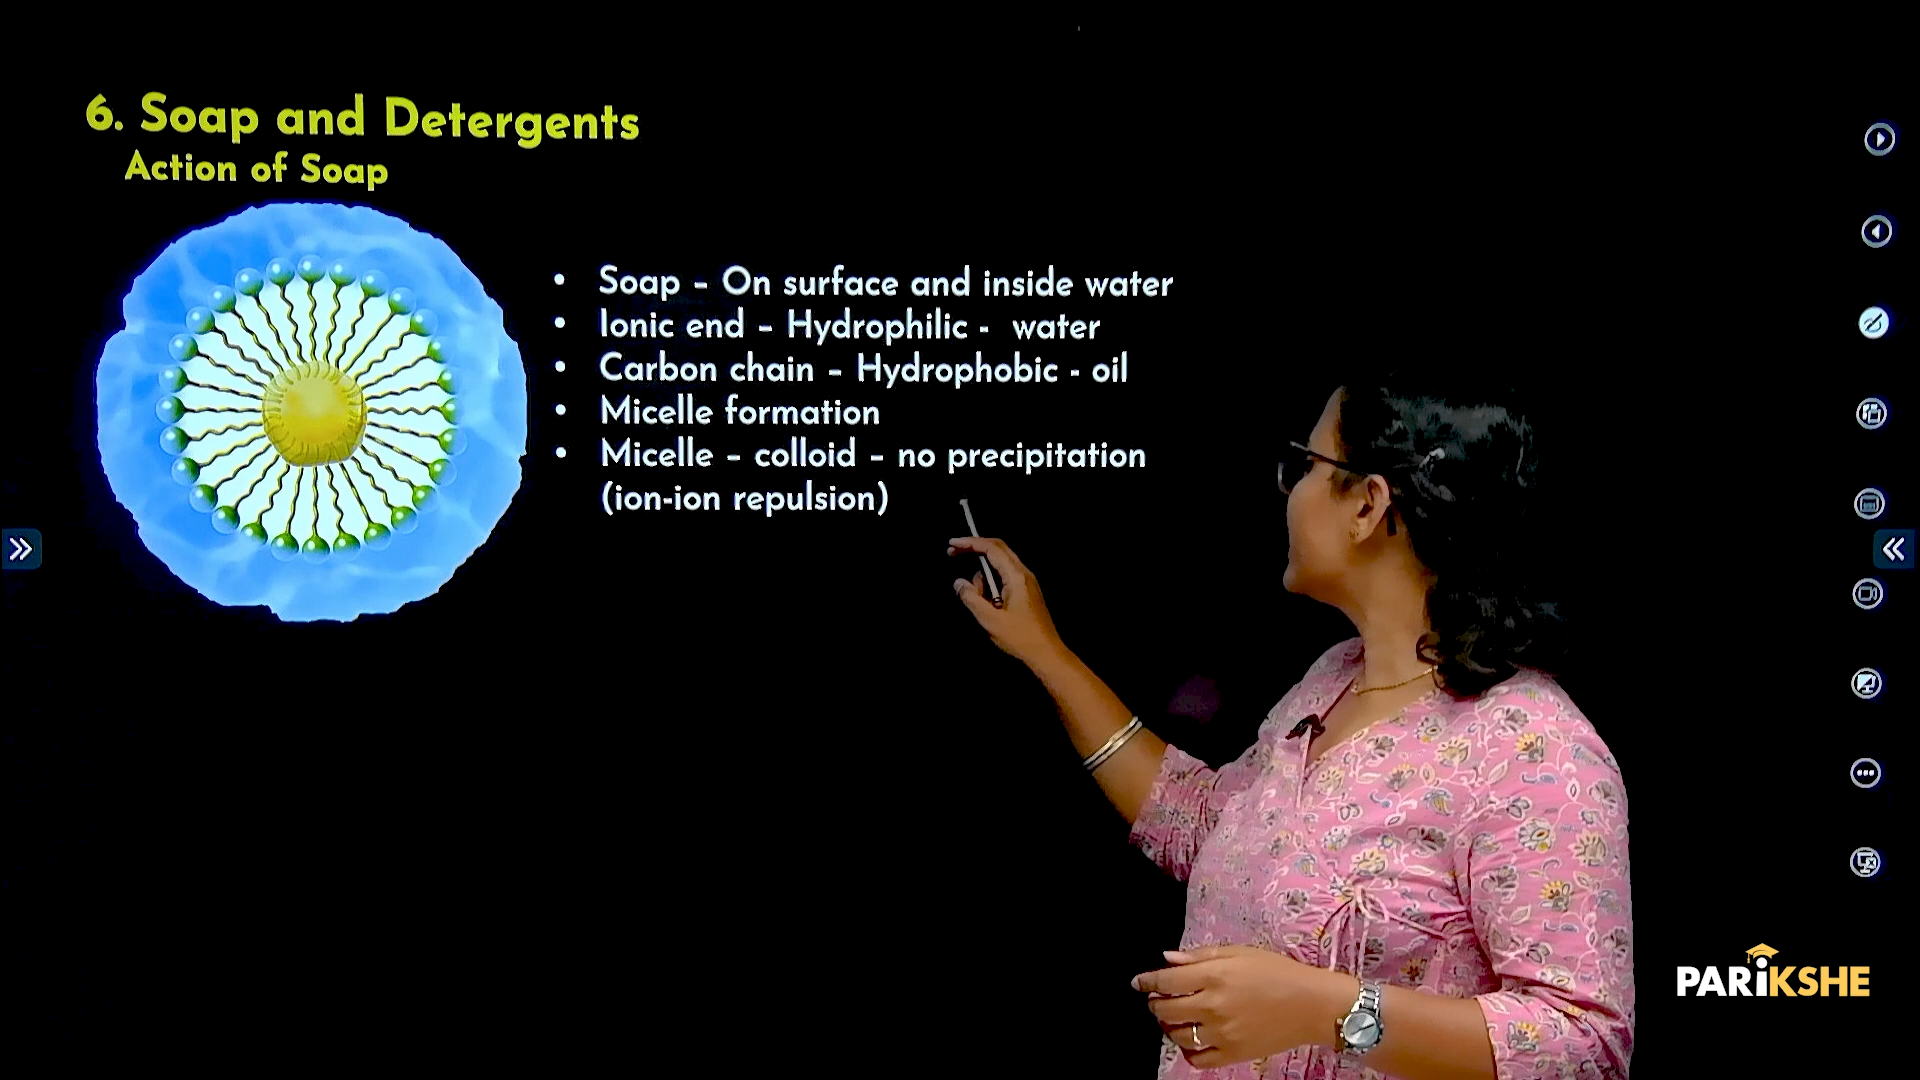 6. Soap and Detergents
Action of Soap
• Soap – On surface and inside water
• Ionic end – Hydrophilic - water
• Carbon chain – Hydrophobic - oil
• Micelle formation
• Micelle – colloid – no precipitation
(ion-ion repulsion)
PARiKSHE